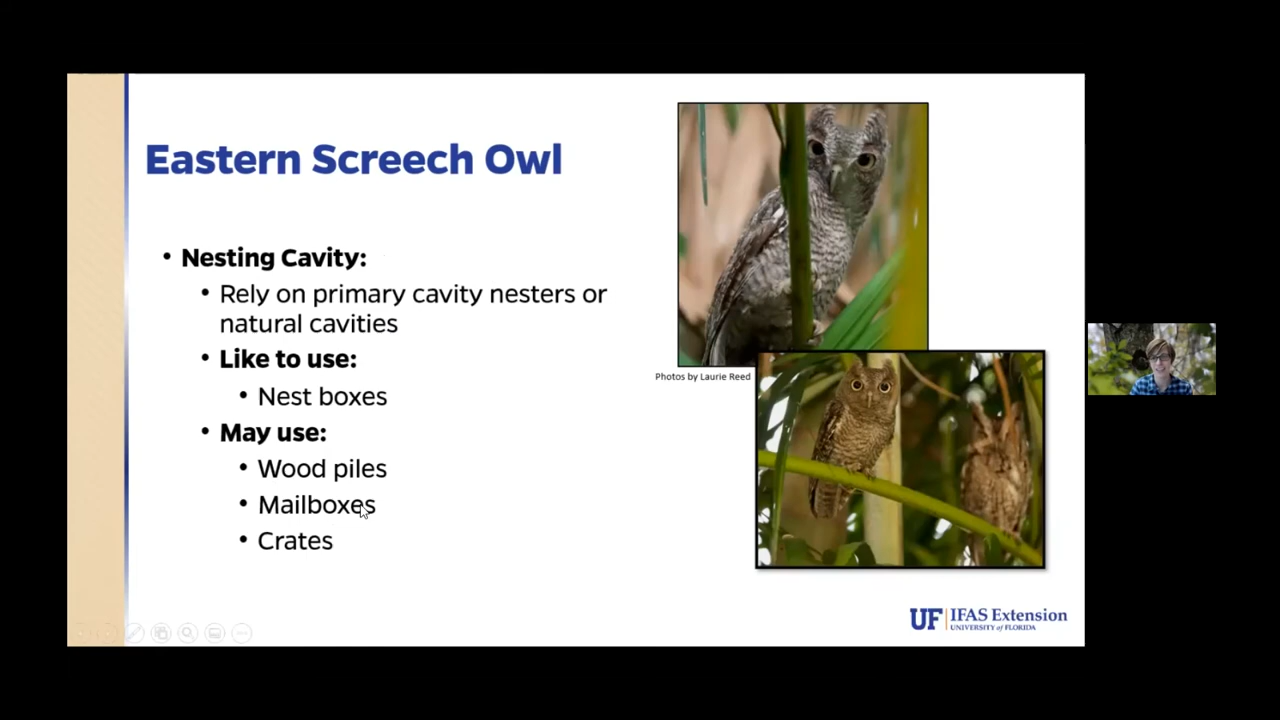 Eastern Screech Owl
• Nesting Cavity:
• Rely on primary cavity nesters or
natural cavities
• Like to use:
• Nest boxes
• May use:
• Wood piles
• Mailboxes
• Crates
Photos by Laurie Reed
UF IFAS Extension
UNIVERSITY of FLORIDA